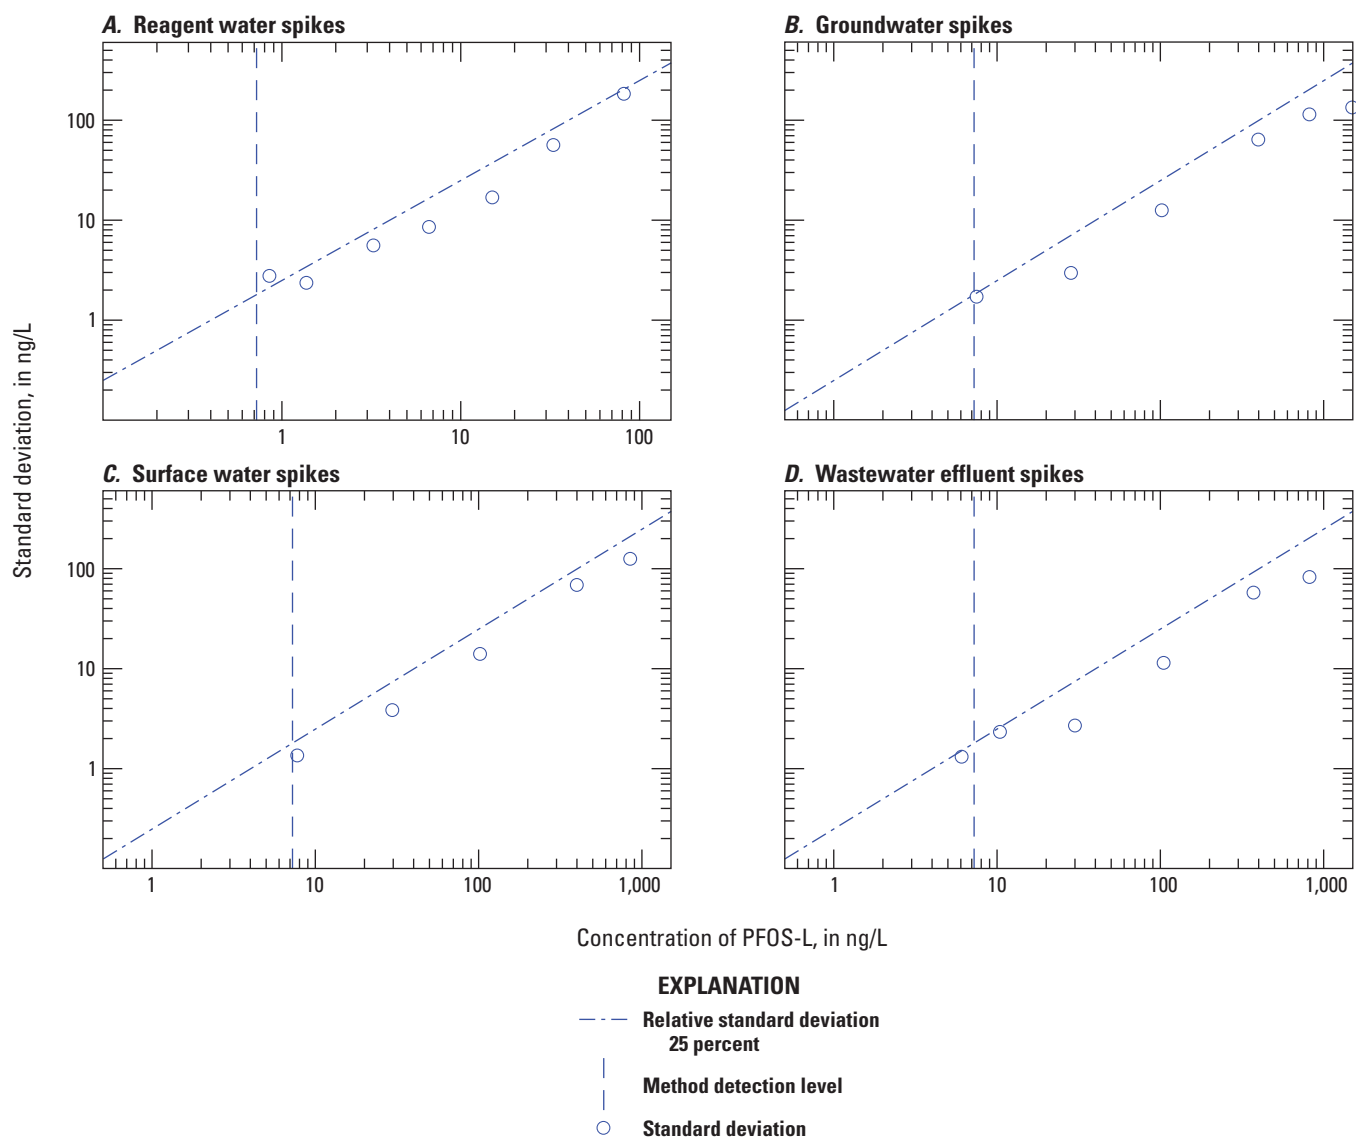 A. Reagent water spikes
B. Groundwater spikes
100
10
1
1
10
100
C. Surface water spikes
D. Wastewater effluent spikes
Standard deviation, in ng/L
100
10
1
1
10
100
1,000
1
10
100
1,000
Concentration of PFOS-L, in ng/L
EXPLANATION
Relative standard deviation
25 percent
Method detection level
Standard deviation
100
10
1
100
10
1